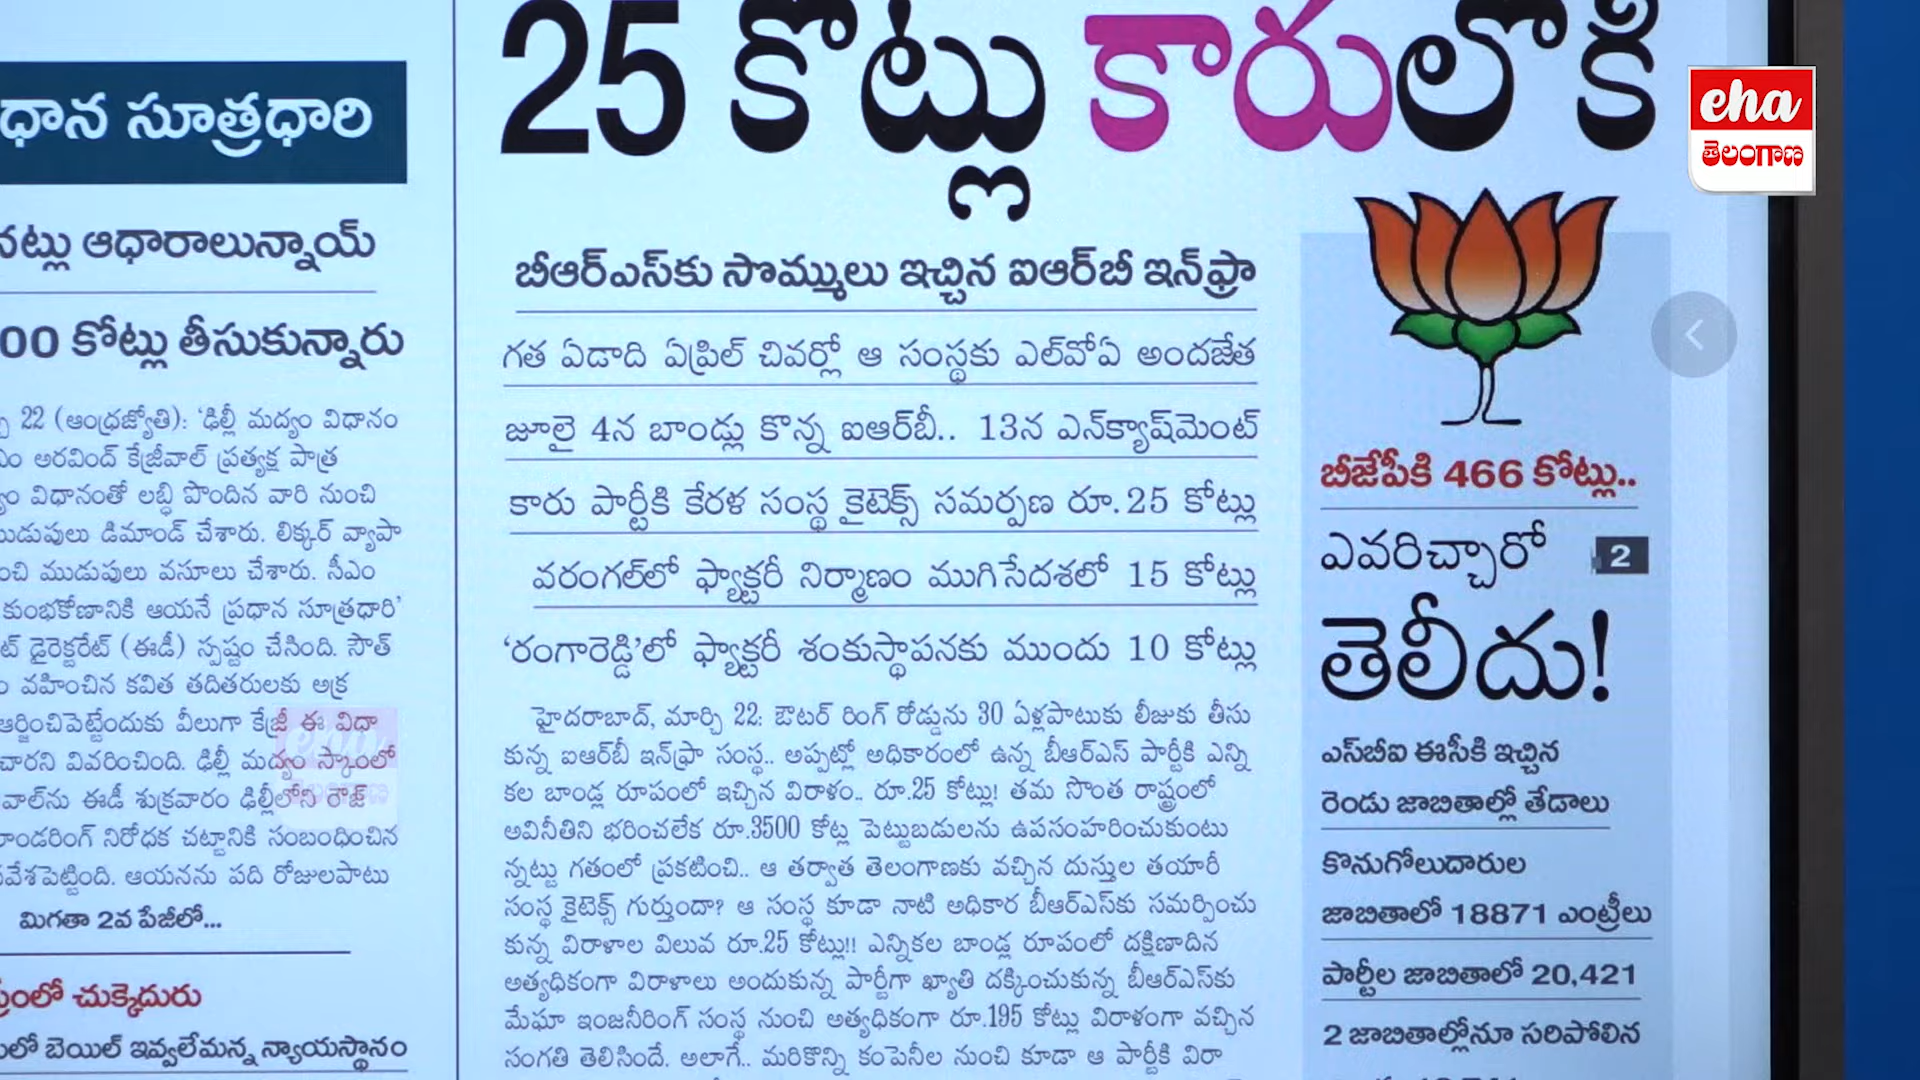 ధాన సూత్రధారి
నట్లు ఆధారాలున్నాయ్
00 కోట్లు తీసుకున్నారు
22 (ఆంధ్రజ్యోతి): 'ఢిల్లీ మద్యం విధానం
అరవింద్ కేజ్రీవాల్ ప్రత్యక్ష పాత్ర
విధానంతో లబ్ధి పొందిన వారి నుంచి
ముడుపులు డిమాండ్ చేశారు. లిక్కర్ వ్యాపా
ంచి ముడుపులు వసూలు చేశారు. సీఎం
కుంభకోణానికి ఆయనే ప్రధాన సూత్రధారి'
ట్ డైరెక్టరేట్ (ఈడీ) స్పష్టం చేసింది. సౌత్
వహించిన కవిత తదితరులకు అక్ర
ఆర్జించిపెట్టేందుకు వీలుగా కేజ్రీ ఈ విధా
చారని వివరించింది. ఢిల్లీ మద్యం స్కాంలో
వాల్‌ను ఈడీ శుక్రవారం ఢిల్లీలోని రౌజ్
లాండరింగ్ నిరోధక చట్టానికి సంబంధించిన
వేశపెట్టింది. ఆయనను పది రోజులపాటు
మిగతా 2వ పేజీలో...
లో చుక్కెదురు
లో బెయిల్ ఇవ్వలేమన్న న్యాయస్థానం
25 కోట్లు కారులోకి
బీఆర్ఎస్‌కు సొమ్ములు ఇచ్చిన ఐఆర్‌బీ ఇన్‌ఫ్రా
గత ఏడాది ఏప్రిల్ చివర్లో ఆ సంస్థకు ఎల్‌వోఏ అందజేత
జూలై 4న బాండ్లు కొన్న ఐఆర్‌బీ.. 13న ఎన్‌క్యాష్‌మెంట్
కారు పార్టీకి కేరళ సంస్థ కైటెక్స్ సమర్పణ రూ.25 కోట్లు
వరంగల్‌లో ఫ్యాక్టరీ నిర్మాణం ముగిసేదశలో 15 కోట్లు
'రంగారెడ్డి'లో ఫ్యాక్టరీ శంకుస్థాపనకు ముందు 10 కోట్లు
హైదరాబాద్, మార్చి 22: ఔటర్ రింగ్ రోడ్డును 30 ఏళ్లపాటుకు లీజుకు తీసు
కున్న ఐఆర్‌బీ ఇన్‌ఫ్రా సంస్థ.. అప్పట్లో అధికారంలో ఉన్న బీఆర్‌ఎస్ పార్టీకి ఎన్ని
కల బాండ్ల రూపంలో ఇచ్చిన విరాళం.. రూ.25 కోట్లు! తమ సొంత రాష్ట్రంలో
అవినీతిని భరించలేక రూ.3500 కోట్ల పెట్టుబడులను ఉపసంహరించుకుంటు
న్నట్టు గతంలో ప్రకటించి.. ఆ తర్వాత తెలంగాణకు వచ్చిన దుస్తుల తయారీ
సంస్థ కైటెక్స్ గుర్తుందా? ఆ సంస్థ కూడా నాటి అధికార బీఆర్‌ఎస్‌కు సమర్పించు
కున్న విరాళాల విలువ రూ.25 కోట్లు!! ఎన్నికల బాండ్ల రూపంలో దక్షిణాదిన
అత్యధికంగా విరాళాలు అందుకున్న పార్టీగా ఖ్యాతి దక్కించుకున్న బీఆర్‌ఎస్‌కు
మేఘా ఇంజనీరింగ్ సంస్థ నుంచి అత్యధికంగా రూ.195 కోట్లు విరాళంగా వచ్చిన
సంగతి తెలిసిందే. అలాగే.. మరికొన్ని కంపెనీల నుంచి కూడా ఆ పార్టీకి విరా
బీజేపీకి 466 కోట్లు..
ఎవరిచ్చారో 2
తెలీదు!
ఎస్‌బీఐ ఈసీకి ఇచ్చిన
రెండు జాబితాల్లో తేడాలు
కొనుగోలుదారుల
జాబితాలో 18871 ఎంట్రీలు
పార్టీల జాబితాలో 20,421
2 జాబితాల్లోనూ సరిపోలిన
eha
తెలంగాణ